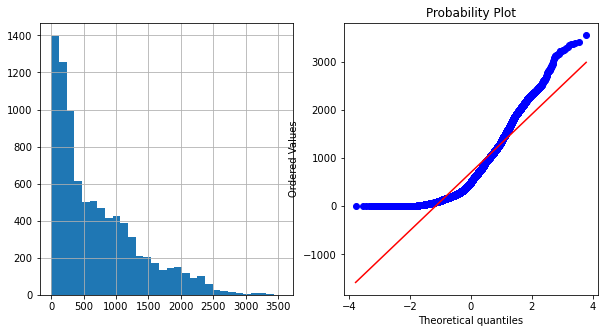 Probability Plot
1400
1200
1000
800
600
400
200
0
0 500 1000 1500 2000 2500 3000 3500
Ordered Values
3000
2000
1000
0
−1000
−4 −2 0 2 4
Theoretical quantiles